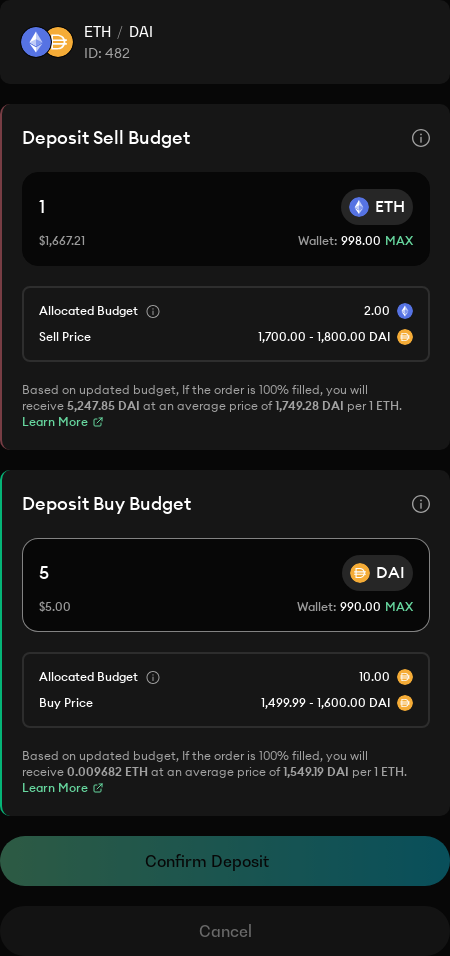 ETH / DAI
ID: 482
Deposit Sell Budget
1
ETH
$1,667.21
Wallet: 998.00 MAX
Allocated Budget
2.00
Sell Price
1,700.00 - 1,800.00 DAI
Based on updated budget, If the order is 100% filled, you will
receive 5,247.85 DAI at an average price of 1,749.28 DAI per 1 ETH.
Learn More
Deposit Buy Budget
5
DAI
$5.00
Wallet: 990.00 MAX
Allocated Budget
10.00
Buy Price
1,499.99 - 1,600.00 DAI
Based on updated budget, If the order is 100% filled, you will
receive 0.009682 ETH at an average price of 1,549.19 DAI per 1 ETH.
Learn More
Confirm Deposit
Cancel